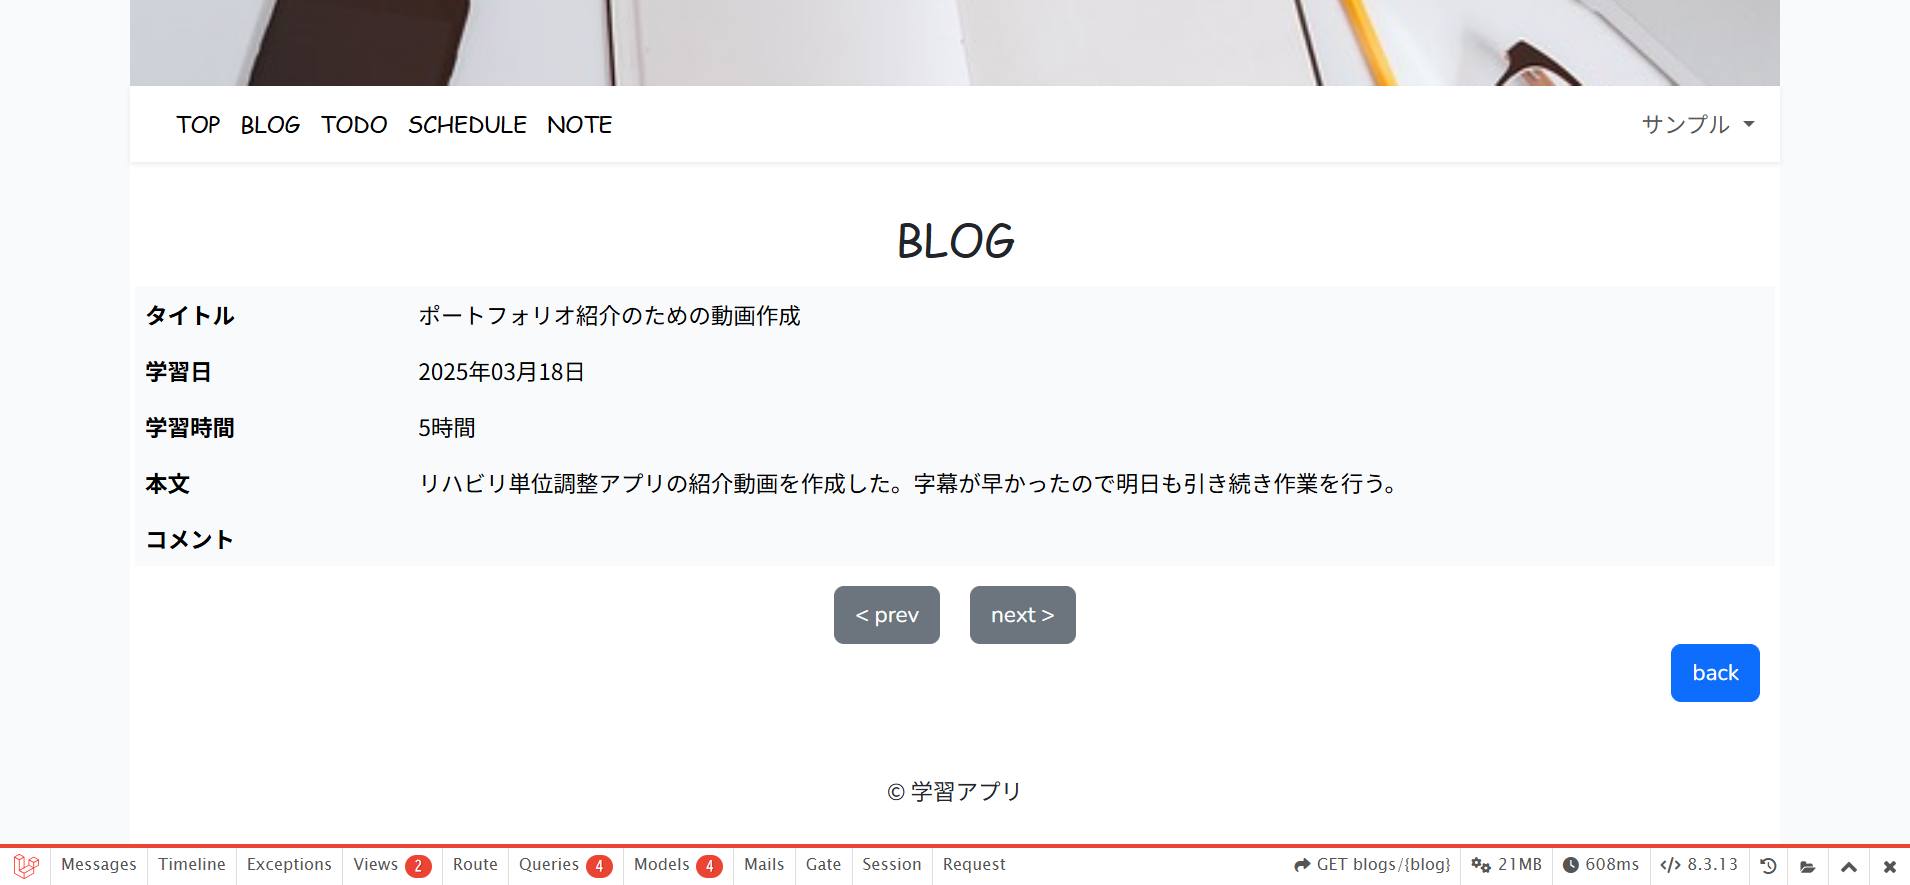 TOP BLOG TODO SCHEDULE NOTE サンプル
BLOG
タイトル ポートフォリオ紹介のための動画作成
学習日 2025年03月18日
学習時間 5時間
本文 リハビリ単位調整アプリの紹介動画を作成した。字幕が早かったので明日も引き続き作業を行う。
コメント
< prev next >
back
© 学習アプリ
Messages Timeline Exceptions Views 2 Route Queries 4 Models 4 Mails Gate Session Request GET blogs/{blog} 21MB 608ms 8.3.13